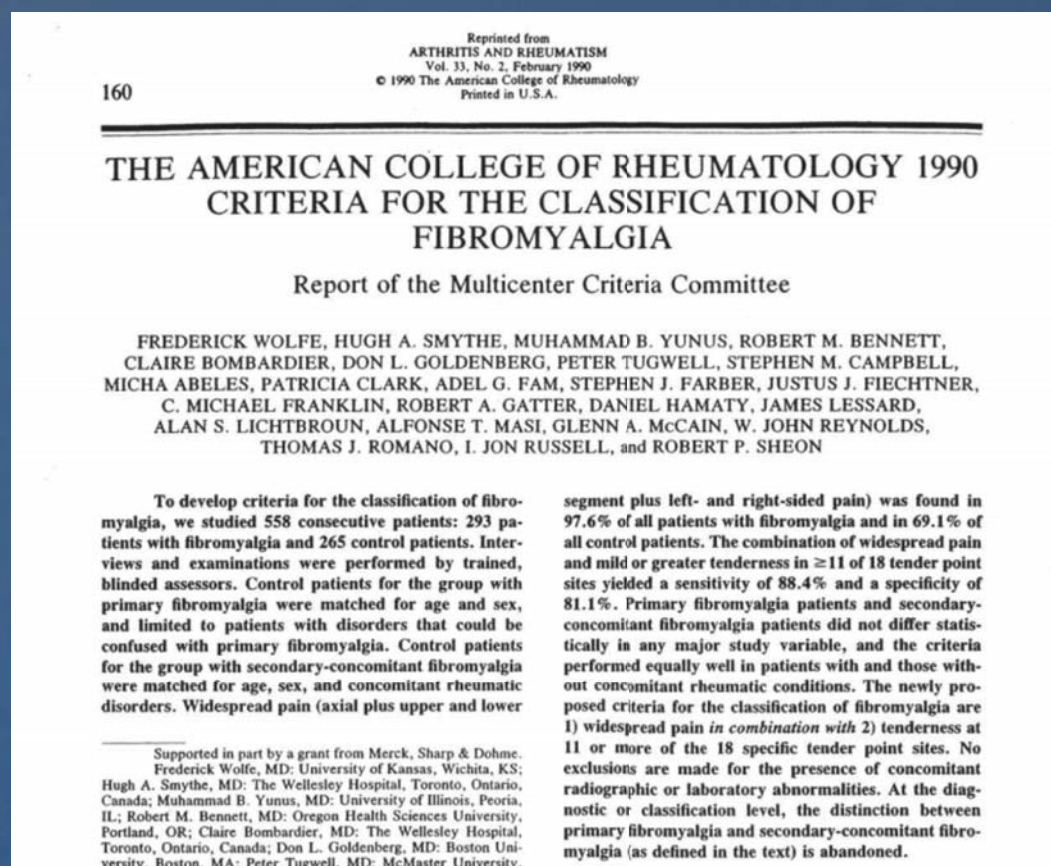 Reprinted from
ARTHRITIS AND RHEUMATISM
Vol. 33, No. 2, February 1990
© 1990 The American College of Rheumatology
Printed in U.S.A.
160
THE AMERICAN COLLEGE OF RHEUMATOLOGY 1990
CRITERIA FOR THE CLASSIFICATION OF
FIBROMYALGIA
Report of the Multicenter Criteria Committee
FREDERICK WOLFE, HUGH A. SMYTHE, MUHAMMAD B. YUNUS, ROBERT M. BENNETT,
CLAIRE BOMBARDIER, DON L. GOLDENBERG, PETER TUGWELL, STEPHEN M. CAMPBELL,
MICHA ABELES, PATRICIA CLARK, ADEL G. FAM, STEPHEN J. FARBER, JUSTUS J. FIECHTNER,
C. MICHAEL FRANKLIN, ROBERT A. GATTER, DANIEL HAMATY, JAMES LESSARD,
ALAN S. LICHTBROUN, ALFONSE T. MASI, GLENN A. McCAIN, W. JOHN REYNOLDS,
THOMAS J. ROMANO, I. JON RUSSELL, and ROBERT P. SHEON
To develop criteria for the classification of fibro-
myalgia, we studied 558 consecutive patients: 293 pa-
tients with fibromyalgia and 265 control patients. Inter-
views and examinations were performed by trained,
blinded assessors. Control patients for the group with
primary fibromyalgia were matched for age and sex,
and limited to patients with disorders that could be
confused with primary fibromyalgia. Control patients
for the group with secondary-concomitant fibromyalgia
were matched for age, sex, and concomitant rheumatic
disorders. Widespread pain (axial plus upper and lower
Supported in part by a grant from Merck, Sharp & Dohme.
Frederick Wolfe, MD: University of Kansas, Wichita, KS;
Hugh A. Smythe, MD: The Wellesley Hospital, Toronto, Ontario,
Canada; Muhammad B. Yunus, MD: University of Illinois, Peoria,
IL; Robert M. Bennett, MD: Oregon Health Sciences University,
Portland, OR; Claire Bombardier, MD: The Wellesley Hospital,
Toronto, Ontario, Canada; Don L. Goldenberg, MD: Boston Uni-
versity, Boston, MA; Peter Tugwell, MD: McMaster University,
segment plus left- and right-sided pain) was found in
97.6% of all patients with fibromyalgia and in 69.1% of
all control patients. The combination of widespread pain
and mild or greater tenderness in ≥11 of 18 tender point
sites yielded a sensitivity of 88.4% and a specificity of
81.1%. Primary fibromyalgia patients and secondary-
concomitant fibromyalgia patients did not differ statis-
tically in any major study variable, and the criteria
performed equally well in patients with and those with-
out concomitant rheumatic conditions. The newly pro-
posed criteria for the classification of fibromyalgia are
1) widespread pain in combination with 2) tenderness at
11 or more of the 18 specific tender point sites. No
exclusions are made for the presence of concomitant
radiographic or laboratory abnormalities. At the diag-
nostic or classification level, the distinction between
primary fibromyalgia and secondary-concomitant fibro-
myalgia (as defined in the text) is abandoned.